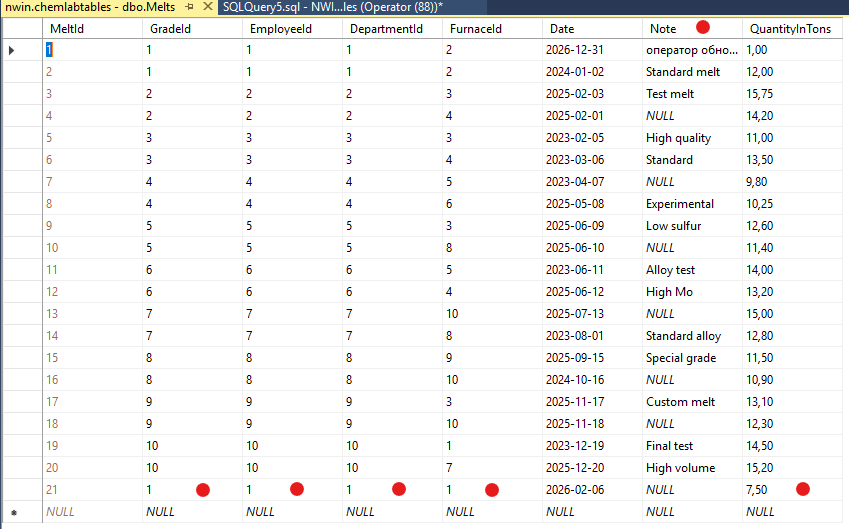 nwin.chemlabtables - dbo.Melts SQLQuery5.sql - NWI...les (Operator (88))*
MeltId GradeId EmployeeId DepartmentId FurnaceId Date Note QuantityInTons
1 1 1 1 2 2026-12-31 оператор обно... 1,00
2 1 1 1 2 2024-01-02 Standard melt 12,00
3 2 2 2 3 2025-02-03 Test melt 15,75
4 2 2 2 4 2025-02-01 NULL 14,20
5 3 3 3 3 2023-02-05 High quality 11,00
6 3 3 3 4 2023-03-06 Standard 13,50
7 4 4 4 5 2023-04-07 NULL 9,80
8 4 4 4 6 2025-05-08 Experimental 10,25
9 5 5 5 3 2025-06-09 Low sulfur 12,60
10 5 5 5 8 2025-06-10 NULL 11,40
11 6 6 6 5 2023-06-11 Alloy test 14,00
12 6 6 6 4 2025-06-12 High Mo 13,20
13 7 7 7 10 2025-07-13 NULL 15,00
14 7 7 7 8 2023-08-01 Standard alloy 12,80
15 8 8 8 9 2025-09-15 Special grade 11,50
16 8 8 8 10 2024-10-16 NULL 10,90
17 9 9 9 3 2025-11-17 Custom melt 13,10
18 9 9 9 10 2025-11-18 NULL 12,30
19 10 10 10 1 2023-12-19 Final test 14,50
20 10 10 10 7 2025-12-20 High volume 15,20
21 1 1 1 1 2026-02-06 NULL 7,50
NULL NULL NULL NULL NULL NULL NULL NULL